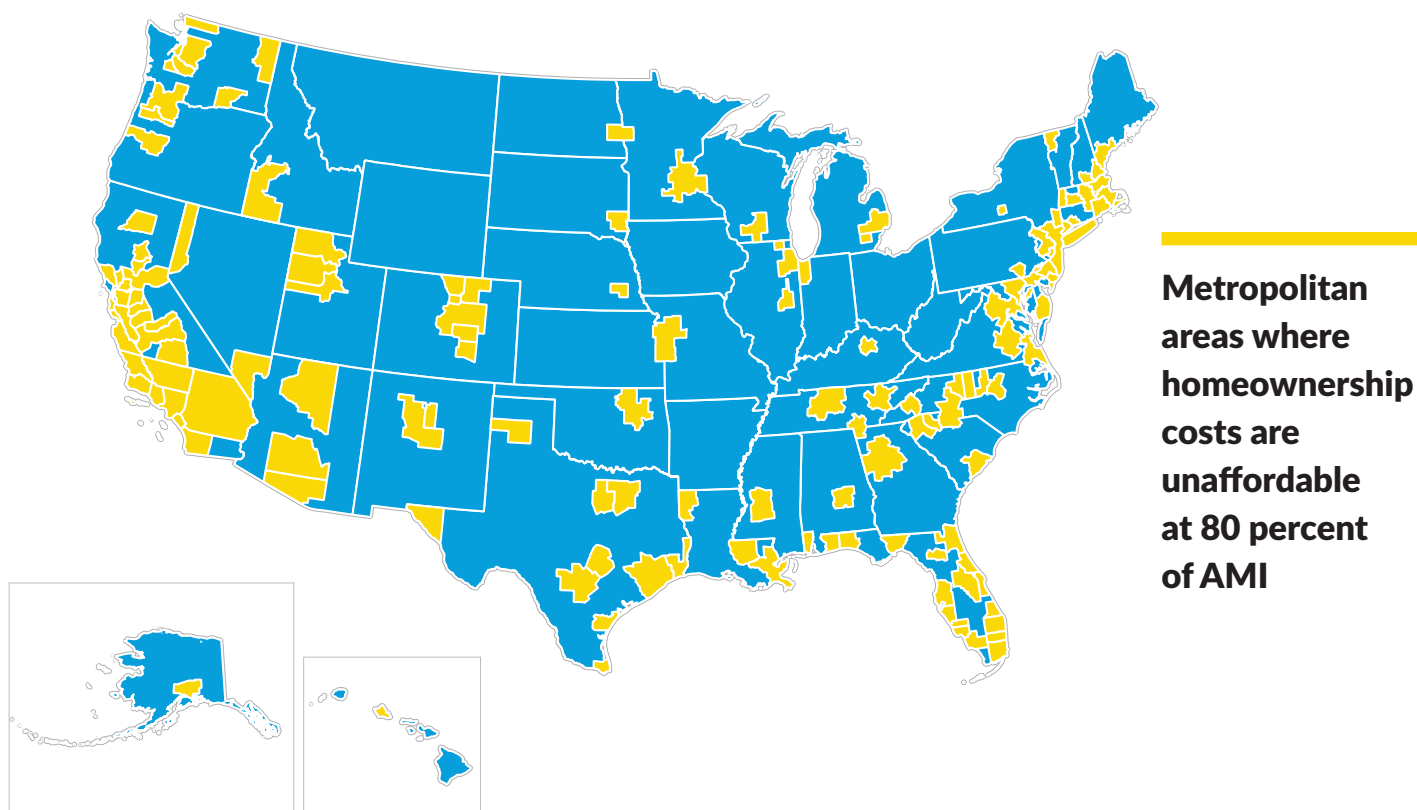 Metropolitan
areas where
homeownership
costs are
unaffordable
at 80 percent
of AMI